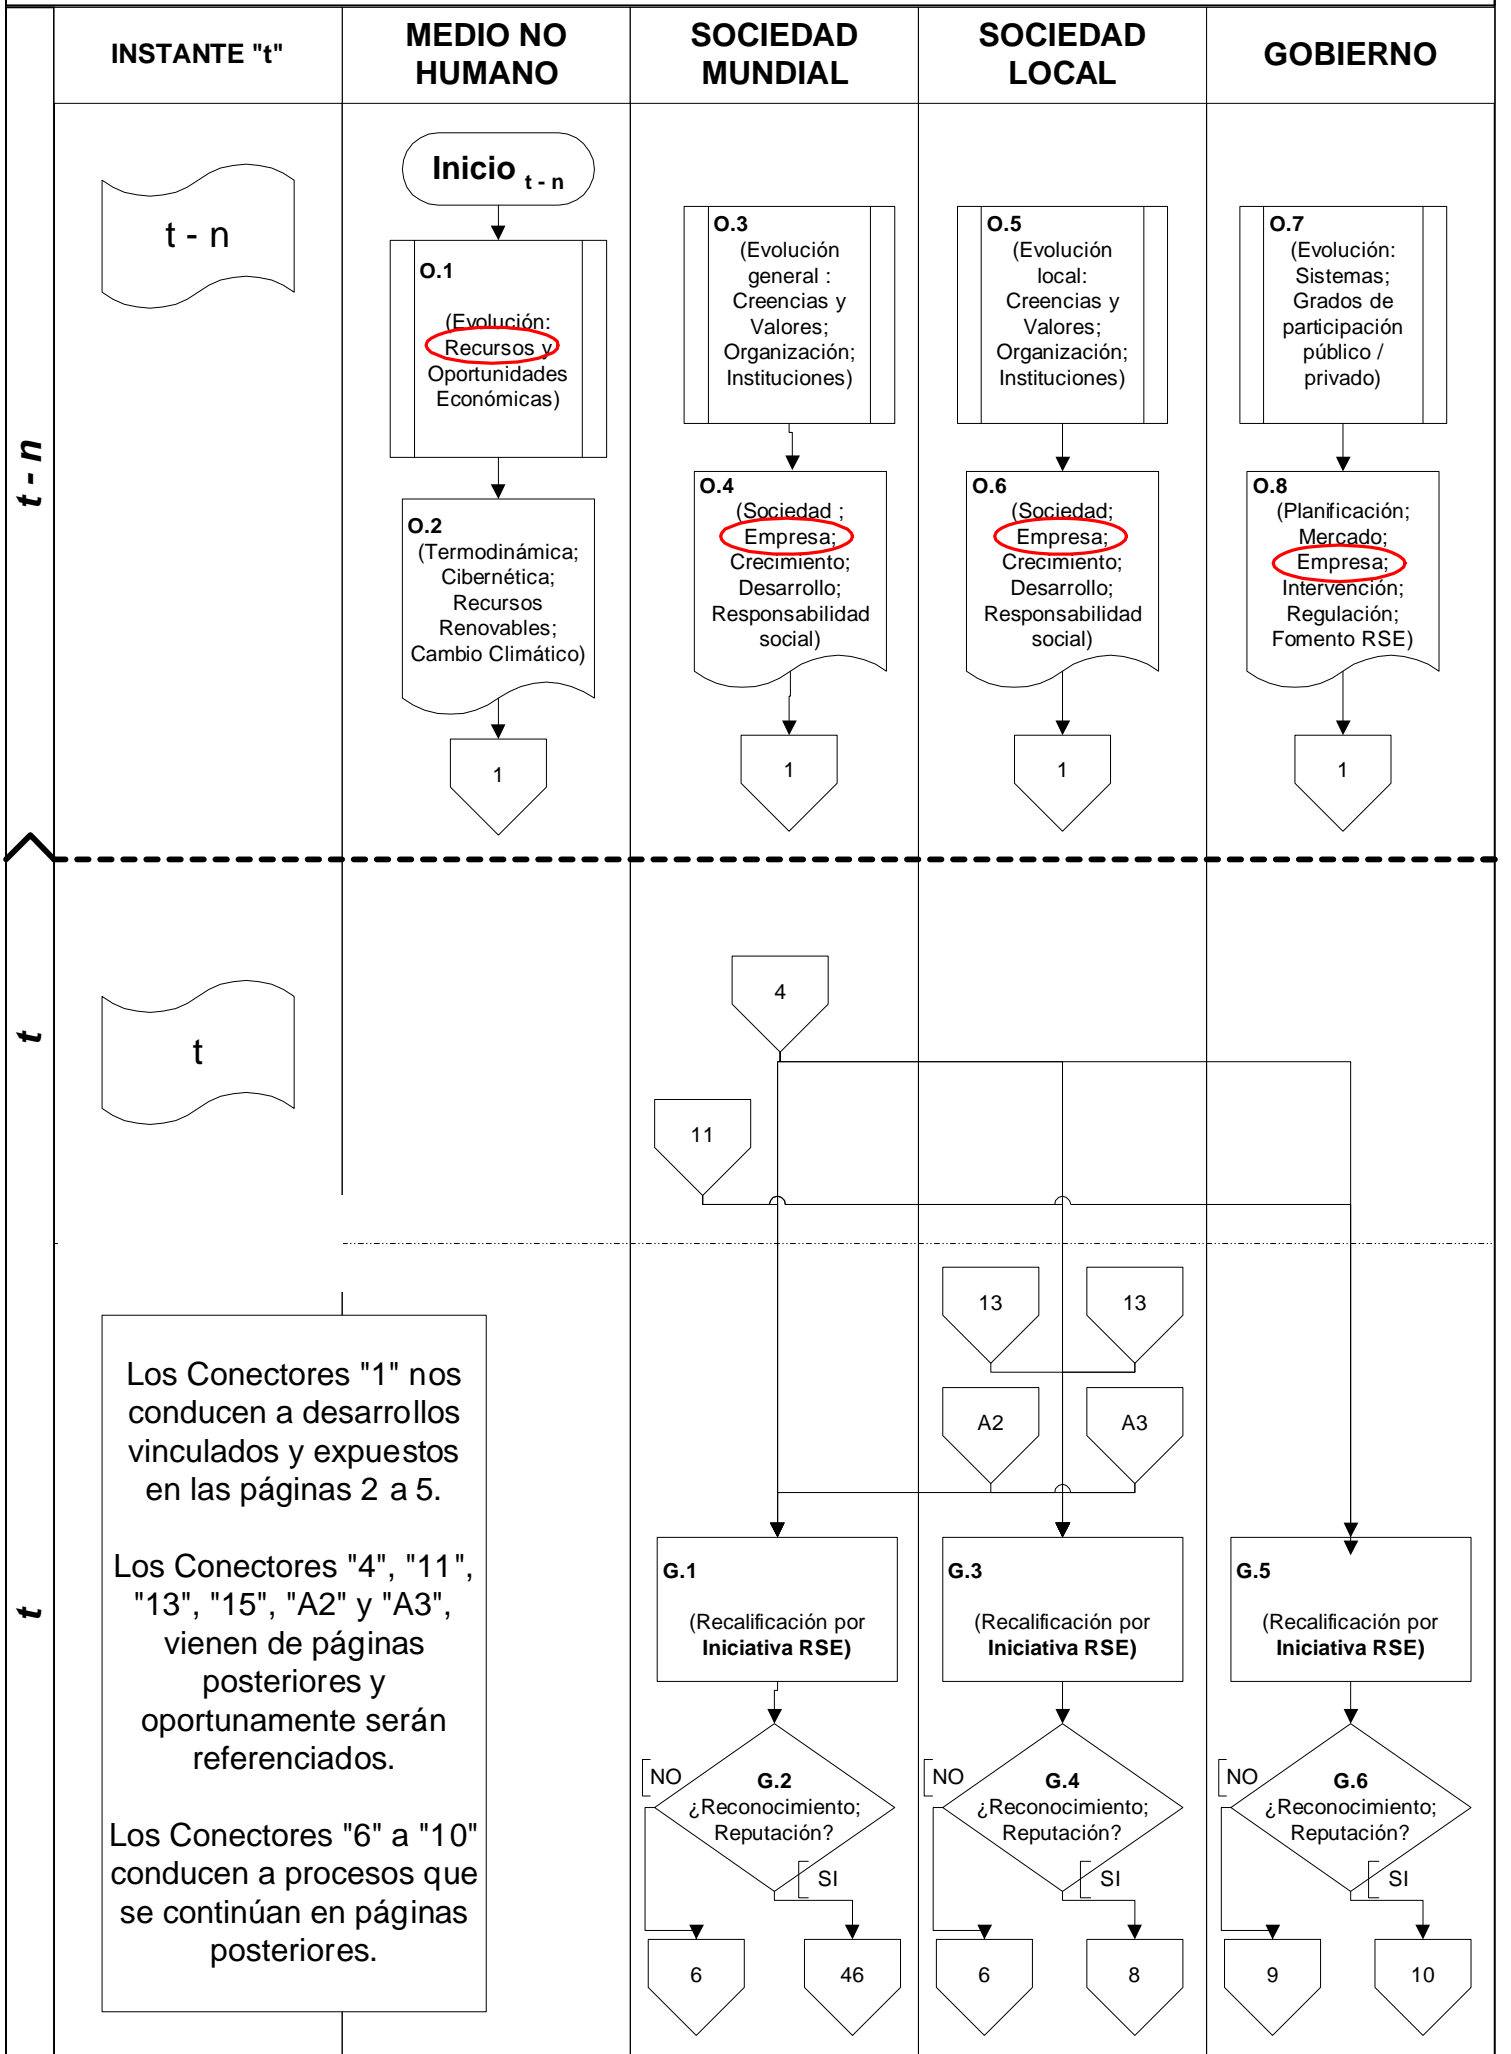 INSTANTE "t"
MEDIO NO
HUMANO
SOCIEDAD
MUNDIAL
SOCIEDAD
LOCAL
GOBIERNO
t - n
t - n
Inicio t - n
O.1
(Evolución:
Recursos y
Oportunidades
Económicas)
O.3
(Evolución
general :
Creencias y
Valores;
Organización;
Instituciones)
O.5
(Evolución
local:
Creencias y
Valores;
Organización;
Instituciones)
O.7
(Evolución:
Sistemas;
Grados de
participación
público /
privado)
O.2
(Termodinámica;
Cibernética;
Recursos
Renovables;
Cambio Climático)
O.4
(Sociedad ;
Empresa;
Crecimiento;
Desarrollo;
Responsabilidad
social)
O.6
(Sociedad;
Empresa;
Crecimiento;
Desarrollo;
Responsabilidad
social)
O.8
(Planificación;
Mercado;
Empresa;
Intervención;
Regulación;
Fomento RSE)
1
1
1
1
t
t
4
11
13
13
A2
A3
t
Los Conectores "1" nos
conducen a desarrollos
vinculados y expuestos
en las páginas 2 a 5.
Los Conectores "4", "11",
"13", "15", "A2" y "A3",
vienen de páginas
posteriores y
oportunamente serán
referenciados.
Los Conectores "6" a "10"
conducen a procesos que
se continúan en páginas
posteriores.
G.1
(Recalificación por
Iniciativa RSE)
G.3
(Recalificación por
Iniciativa RSE)
G.5
(Recalificación por
Iniciativa RSE)
NO
G.2
¿Reconocimiento;
Reputación?
SI
NO
G.4
¿Reconocimiento;
Reputación?
SI
NO
G.6
¿Reconocimiento;
Reputación?
SI
6
46
6
8
9
10